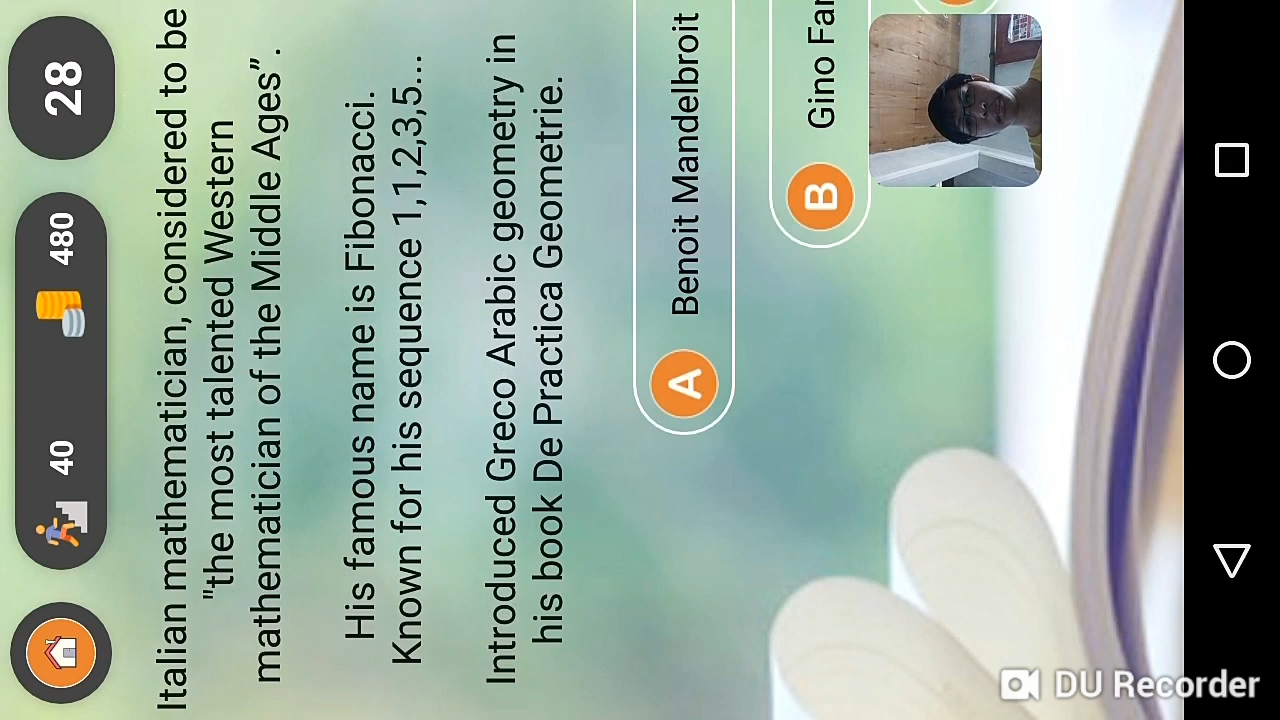 40
480
28
Italian mathematician, considered to be
"the most talented Western
mathematician of the Middle Ages”.
His famous name is Fibonacci.
Known for his sequence 1,1,2,3,5...
Introduced Greco Arabic geometry in
his book De Practica Geometrie.
A Benoit Mandelbroit
B Gino Far
DU Recorder